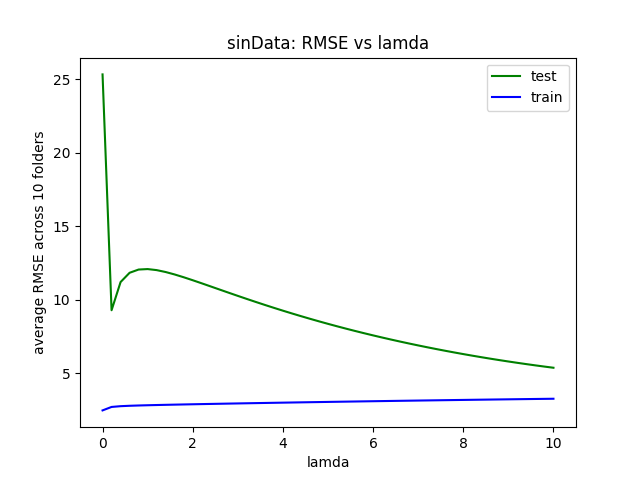 sinData: RMSE vs lamda
test
train
average RMSE across 10 folders
25
20
15
10
5
0 2 4 6 8 10
lamda